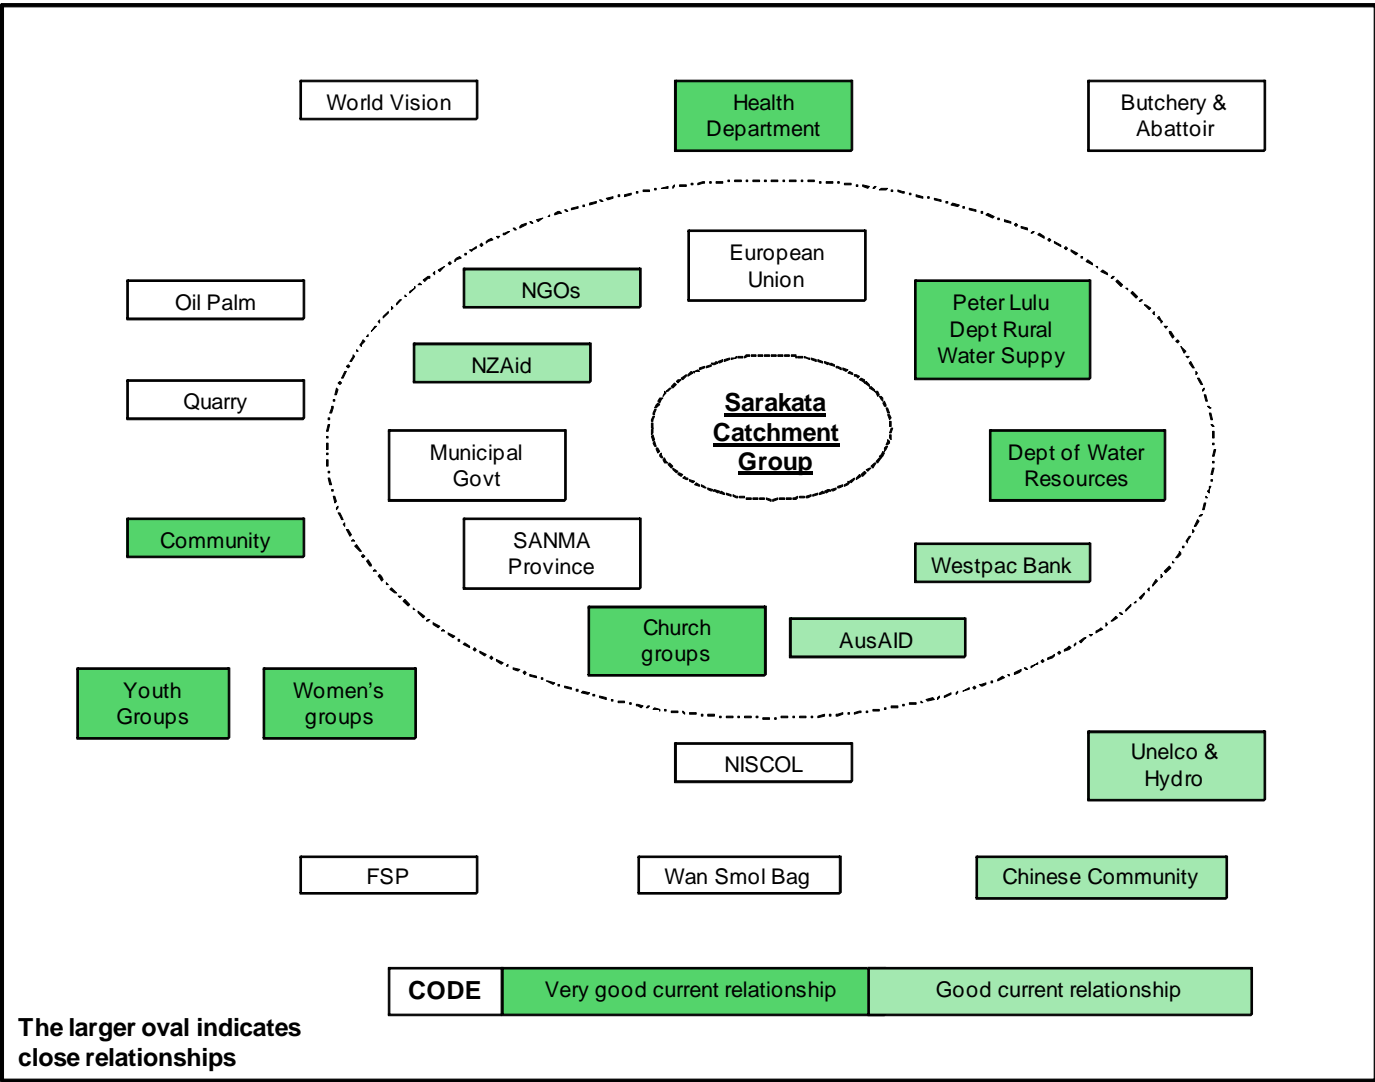 World Vision
Health
Department
Butchery &
Abattoir
European
Union
NGOs
Oil Palm
Peter Lulu
Dept Rural
Water Suppy
NZAid
Quarry
Sarakata
Catchment
Group
Municipal
Govt
Dept of Water
Resources
Community
SANMA
Province
Westpac Bank
Church
groups
AusAID
Youth
Groups
Women's
groups
NISCOL
Unelco &
Hydro
FSP
Wan Smol Bag
Chinese Community
CODE
Very good current relationship
Good current relationship
The larger oval indicates
close relationships